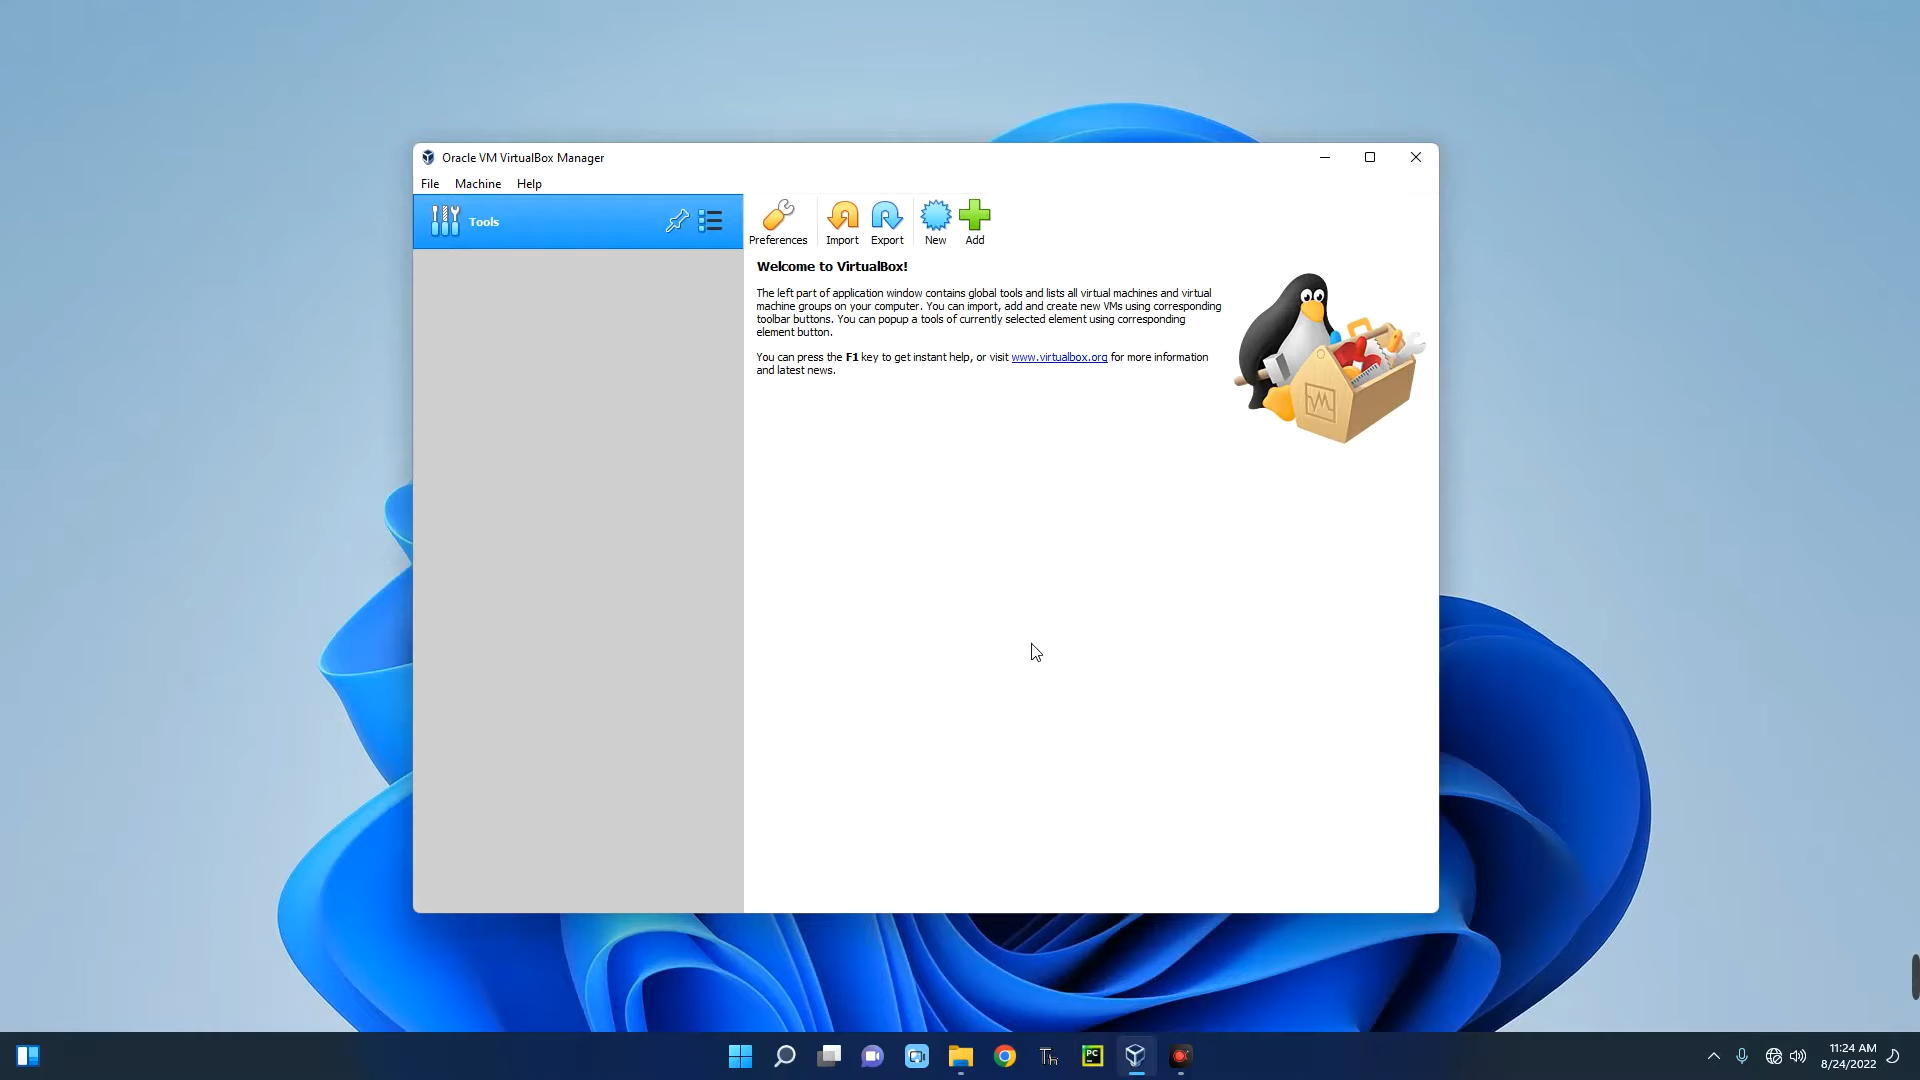 Oracle VM VirtualBox Manager
File Machine Help
Tools
Preferences Import Export New Add
Welcome to VirtualBox!
The left part of application window contains global tools and lists all virtual machines and virtual
machine groups on your computer. You can import, add and create new VMs using corresponding
toolbar buttons. You can popup a tools of currently selected element using corresponding
element button.
You can press the F1 key to get instant help, or visit www.virtualbox.org for more information
and latest news.
Th
PC
11:24 AM
8/24/2022